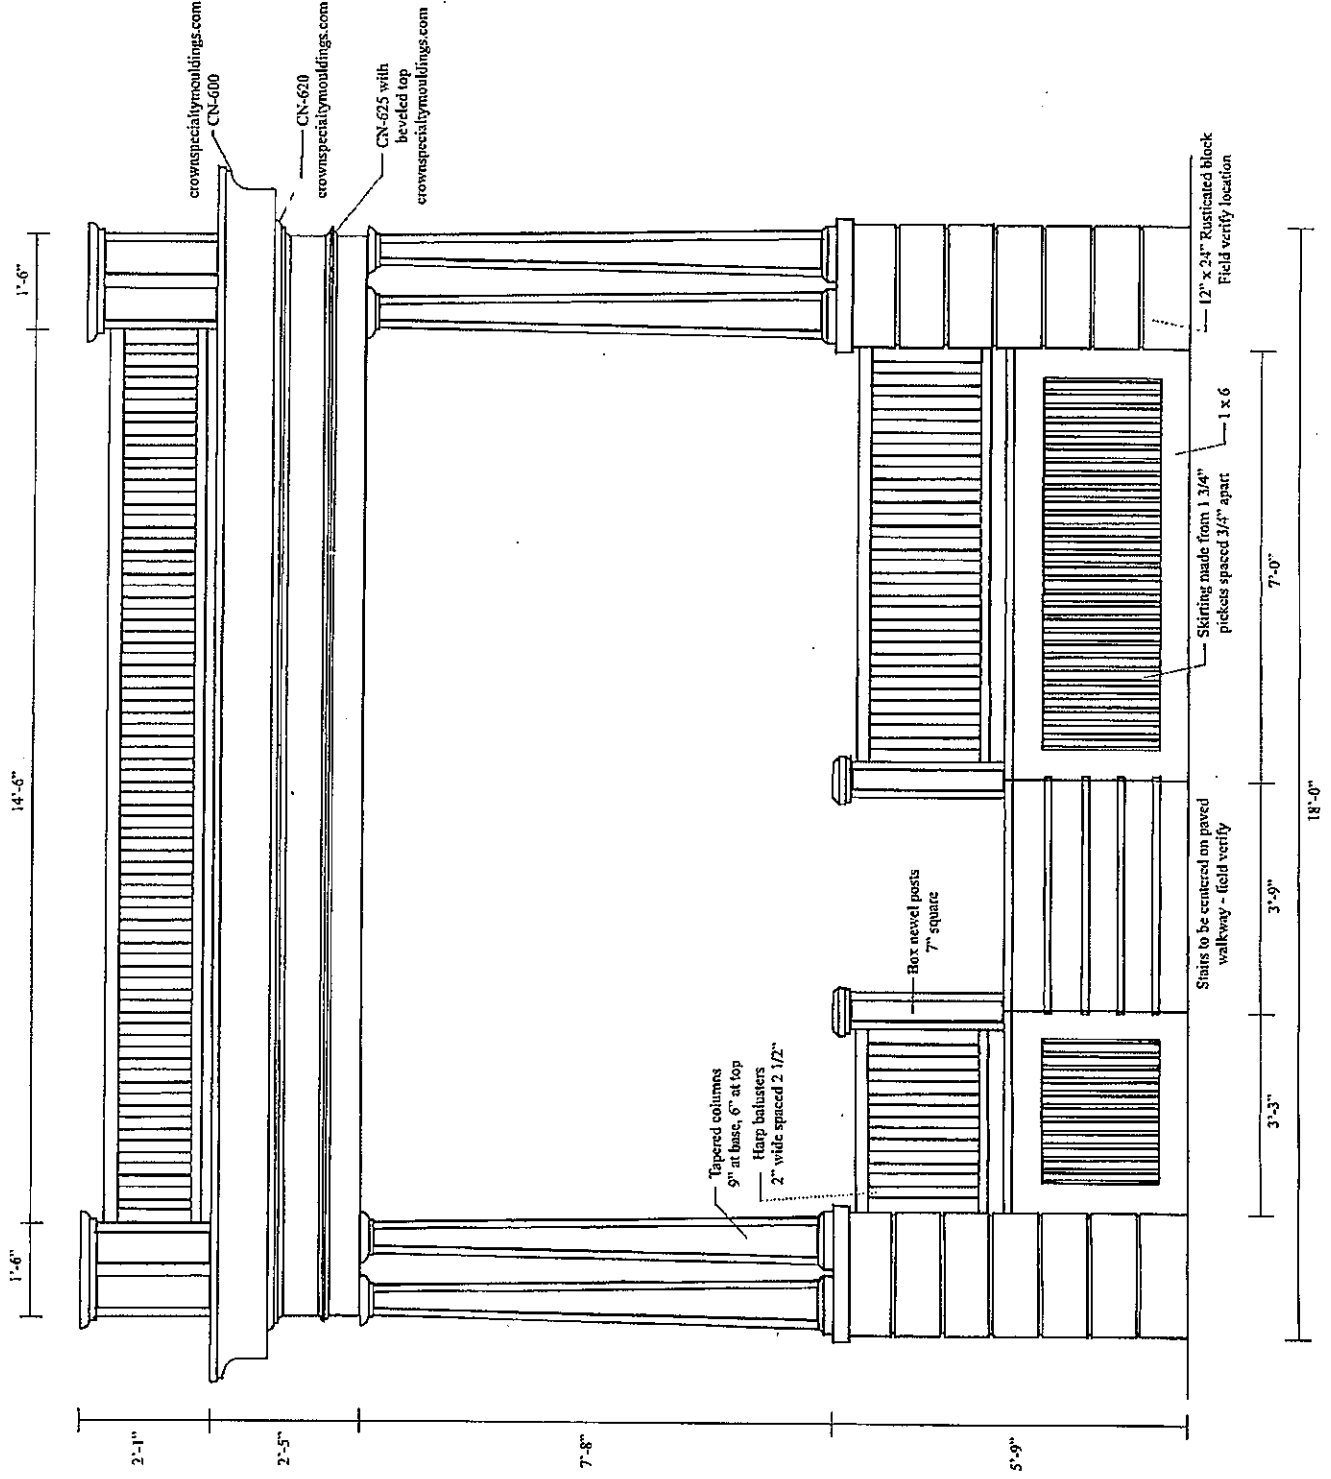 1'-6"
14'-6"
1'-6"
crownspecialtymouldings.com
CN-600
CN-620
crownspecialtymouldings.com
CN-625 with
beveled top
crownspecialtymouldings.com
2'-1"
2'-5"
7'-8"
5'-9"
Tapered columns
9" at base, 6" at top
Harp balusters
2" wide spaced 2 1/2"
Box newel posts
7" square
Stairs to be centered on paved
walkway - field verify
Skirting made from 1 3/4"
pickets spaced 3/4" apart
1 x 6
12" x 24" Rusticated block
Field verify location
3'-3"
3'-9"
7'-0"
18'-0"